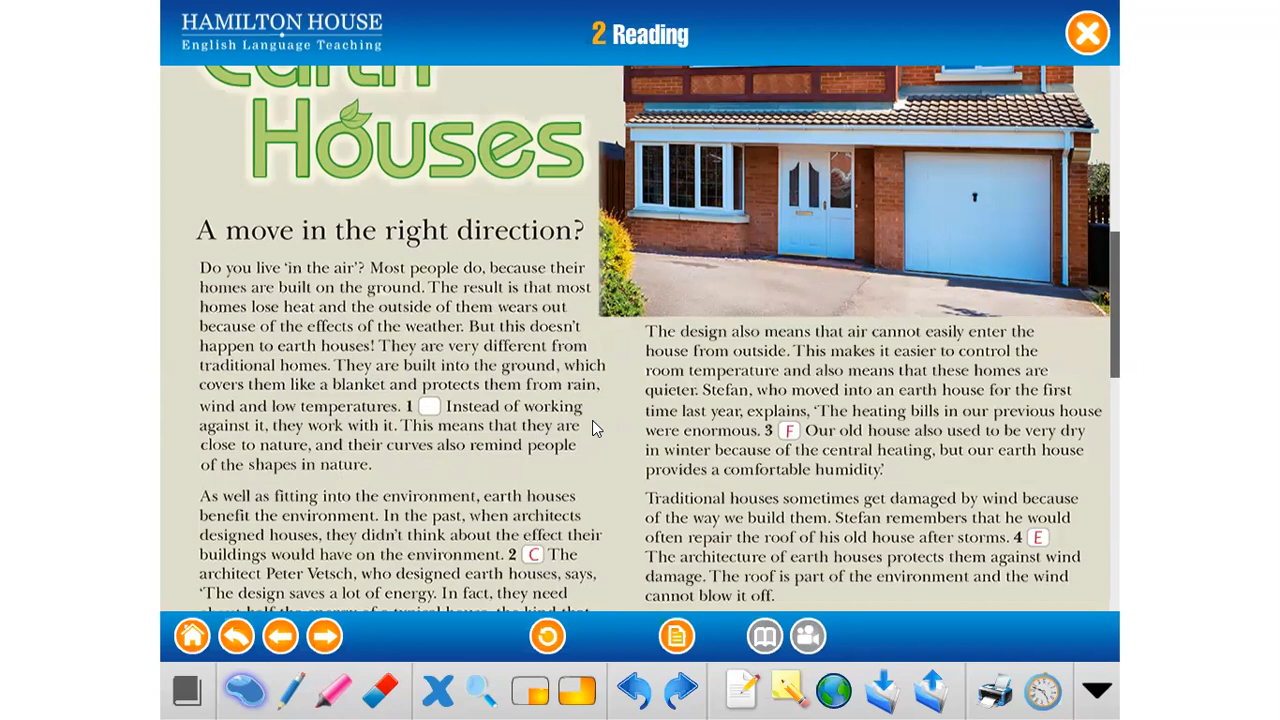 HAMILTON HOUSE
English Language Teaching
2 Reading
Earth
Houses
A move in the right direction?
Do you live ‘in the air’? Most people do, because their
homes are built on the ground. The result is that most
homes lose heat and the outside of them wears out
because of the effects of the weather. But this doesn’t
happen to earth houses! They are very different from
traditional homes. They are built into the ground, which
covers them like a blanket and protects them from rain,
wind and low temperatures. 1 Instead of working
against it, they work with it. This means that they are
close to nature, and their curves also remind people
of the shapes in nature.
As well as fitting into the environment, earth houses
benefit the environment. In the past, when architects
designed houses, they didn’t think about the effect their
buildings would have on the environment. 2 C The
architect Peter Vetsch, who designed earth houses, says,
‘The design saves a lot of energy. In fact, they need
about half the energy of a typical house, the kind that
The design also means that air cannot easily enter the
house from outside. This makes it easier to control the
room temperature and also means that these homes are
quieter. Stefan, who moved into an earth house for the first
time last year, explains, ‘The heating bills in our previous house
were enormous. 3 F Our old house also used to be very dry
in winter because of the central heating, but our earth house
provides a comfortable humidity.’
Traditional houses sometimes get damaged by wind because
of the way we build them. Stefan remembers that he would
often repair the roof of his old house after storms. 4 E
The architecture of earth houses protects them against wind
damage. The roof is part of the environment and the wind
cannot blow it off.